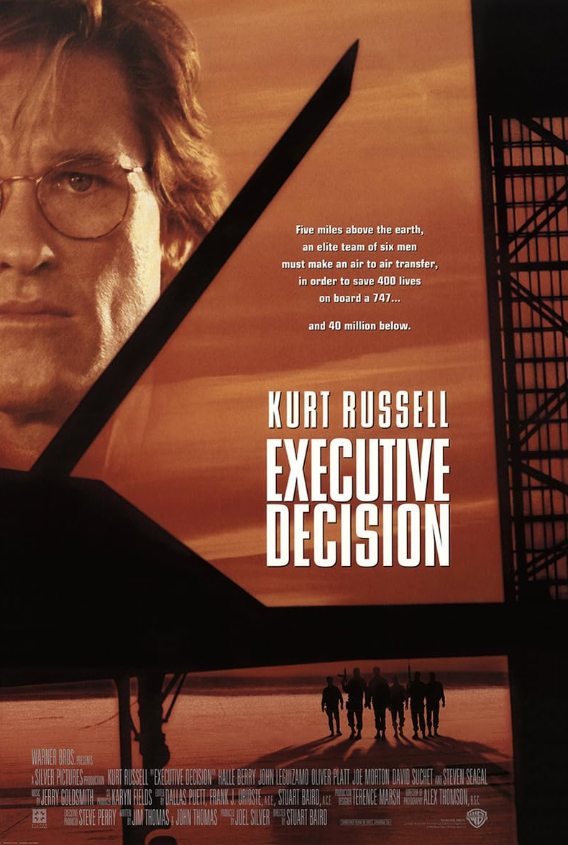 Five miles above the earth,
an elite team of six men
must make an air to air transfer,
in order to save 400 lives
on board a 747...
and 40 million below.
KURT RUSSELL
EXECUTIVE
DECISION
WARNER BROS. PRESENTS
A SILVER PICTURES PRODUCTION KURT RUSSELL "EXECUTIVE DECISION" HALLE BERRY JOHN LEGUIZAMO OLIVER PLATT JOE MORTON DAVID SUCHET AND STEVEN SEAGAL
MUSIC BY JERRY GOLDSMITH KARYN FIELDS EDITED BY DALLAS PUETT, FRANK J. URIOSTE, A.C.E. STUART BAIRD, A.C.E. PRODUCTION DESIGNER TERENCE MARSH DIRECTOR OF PHOTOGRAPHY ALEX THOMSON, B.S.C.
EXECUTIVE PRODUCER STEVE PERRY WRITTEN BY JIM THOMAS & JOHN THOMAS PRODUCED BY JOEL SILVER DIRECTED BY STUART BAIRD